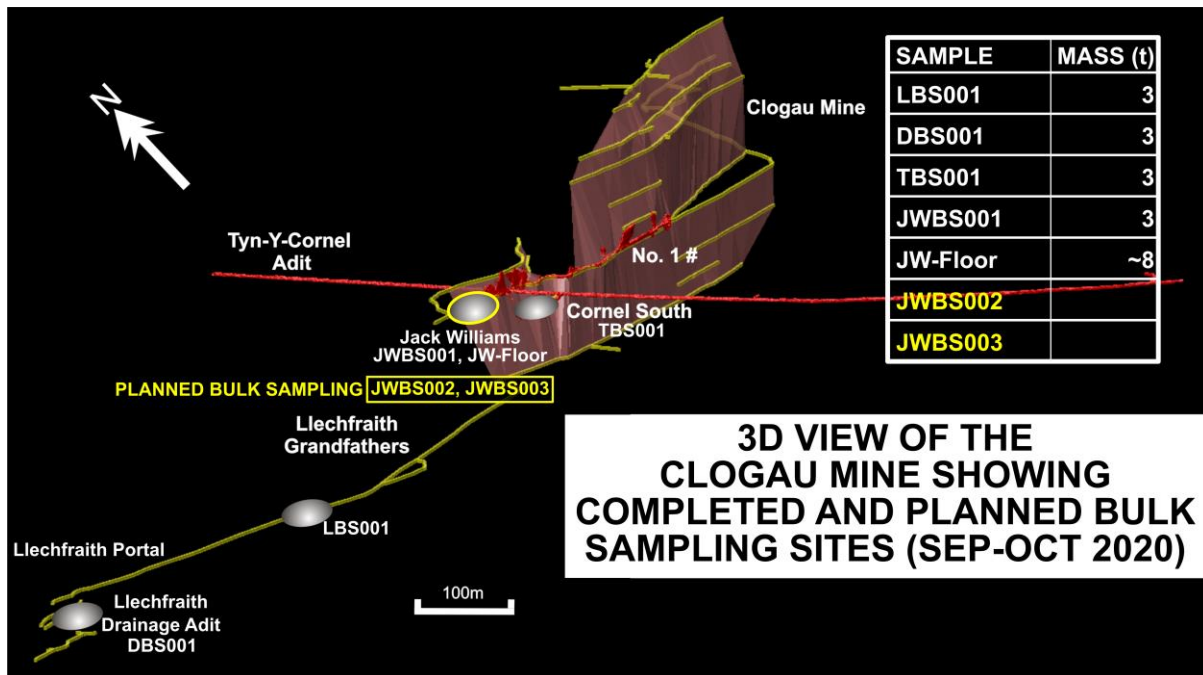 N
Clogau Mine
Tyn-Y-Cornel
Adit
No. 1 #
Cornel South
TBS001
Jack Williams
JWBS001, JW-Floor
PLANNED BULK SAMPLING JWBS002, JWBS003
Llechfraith
Grandfathers
LBS001
Llechfraith Portal
Llechfraith
Drainage Adit
DBS001
100m
SAMPLE MASS (t)
LBS001 3
DBS001 3
TBS001 3
JWBS001 3
JW-Floor ~8
JWBS002
JWBS003
3D VIEW OF THE
CLOGAU MINE SHOWING
COMPLETED AND PLANNED BULK
SAMPLING SITES (SEP-OCT 2020)